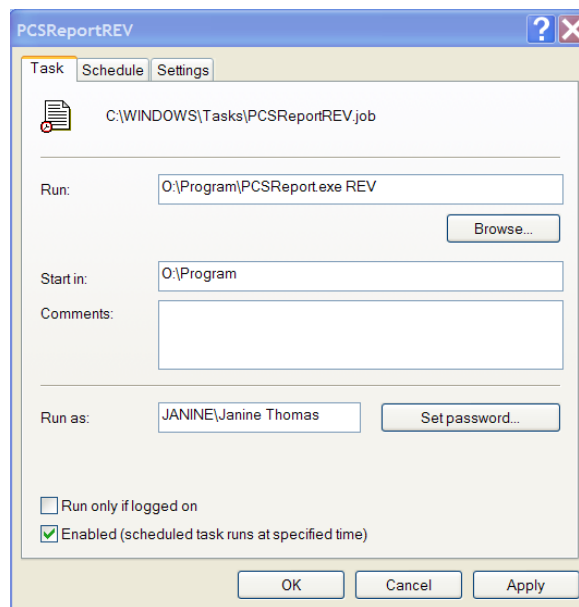 PCSReportREV
Task Schedule Settings
C:\WINDOWS\Tasks\PCSReportREV.job
Run: O:\Program\PCSReport.exe REV
Browse...
Start in: O:\Program
Comments:
Run as: JANINE\Janine Thomas Set password...
Run only if logged on
Enabled (scheduled task runs at specified time)
OK Cancel Apply